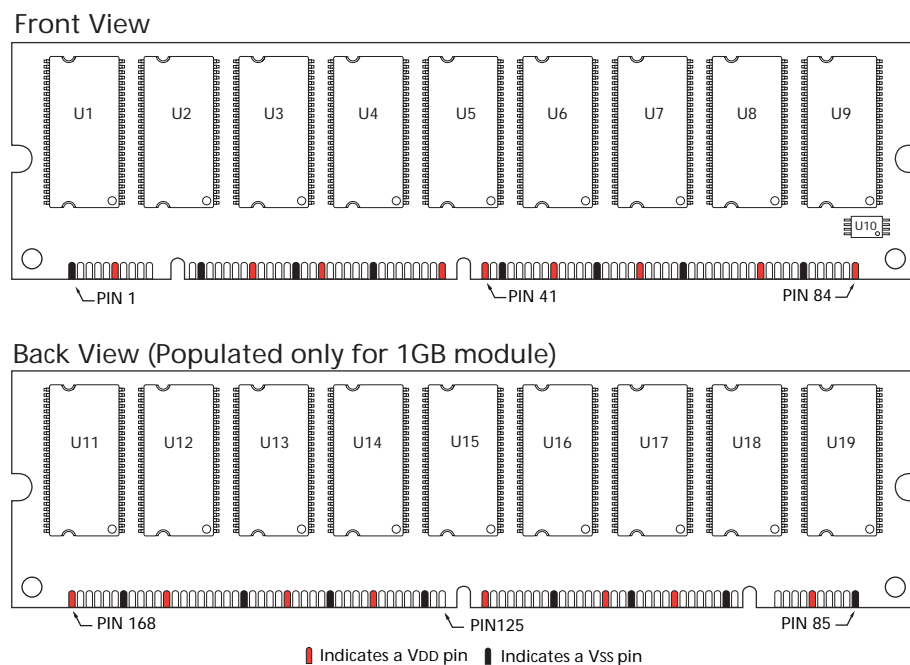 Front View
U1 U2 U3 U4 U5 U6 U7 U8 U9
U10
PIN 1 PIN 41 PIN 84
Back View (Populated only for 1GB module)
U11 U12 U13 U14 U15 U16 U17 U18 U19
PIN 168 PIN125 PIN 85
Indicates a VDD pin Indicates a VSS pin